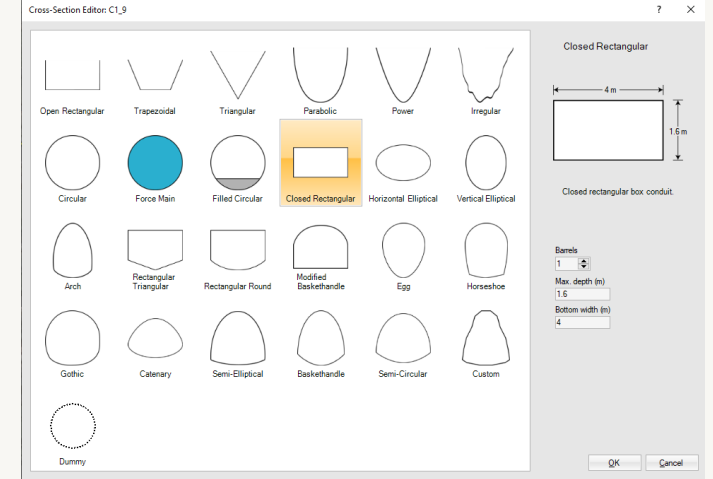 Cross-Section Editor: C1_9
?
Open Rectangular
Trapezoidal
Triangular
Parabolic
Power
Irregular
Circular
Force Main
Filled Circular
Closed Rectangular
Horizontal Elliptical
Vertical Elliptical
Arch
Rectangular
Triangular
Rectangular Round
Modified
Baskethandle
Egg
Horseshoe
Gothic
Catenary
Semi-Elliptical
Baskethandle
Semi-Circular
Custom
Dummy
Closed Rectangular
4 m
1.6 m
Closed rectangular box conduit.
Barrels
1
Max. depth (m)
1.6
Bottom width (m)
4
OK
Cancel